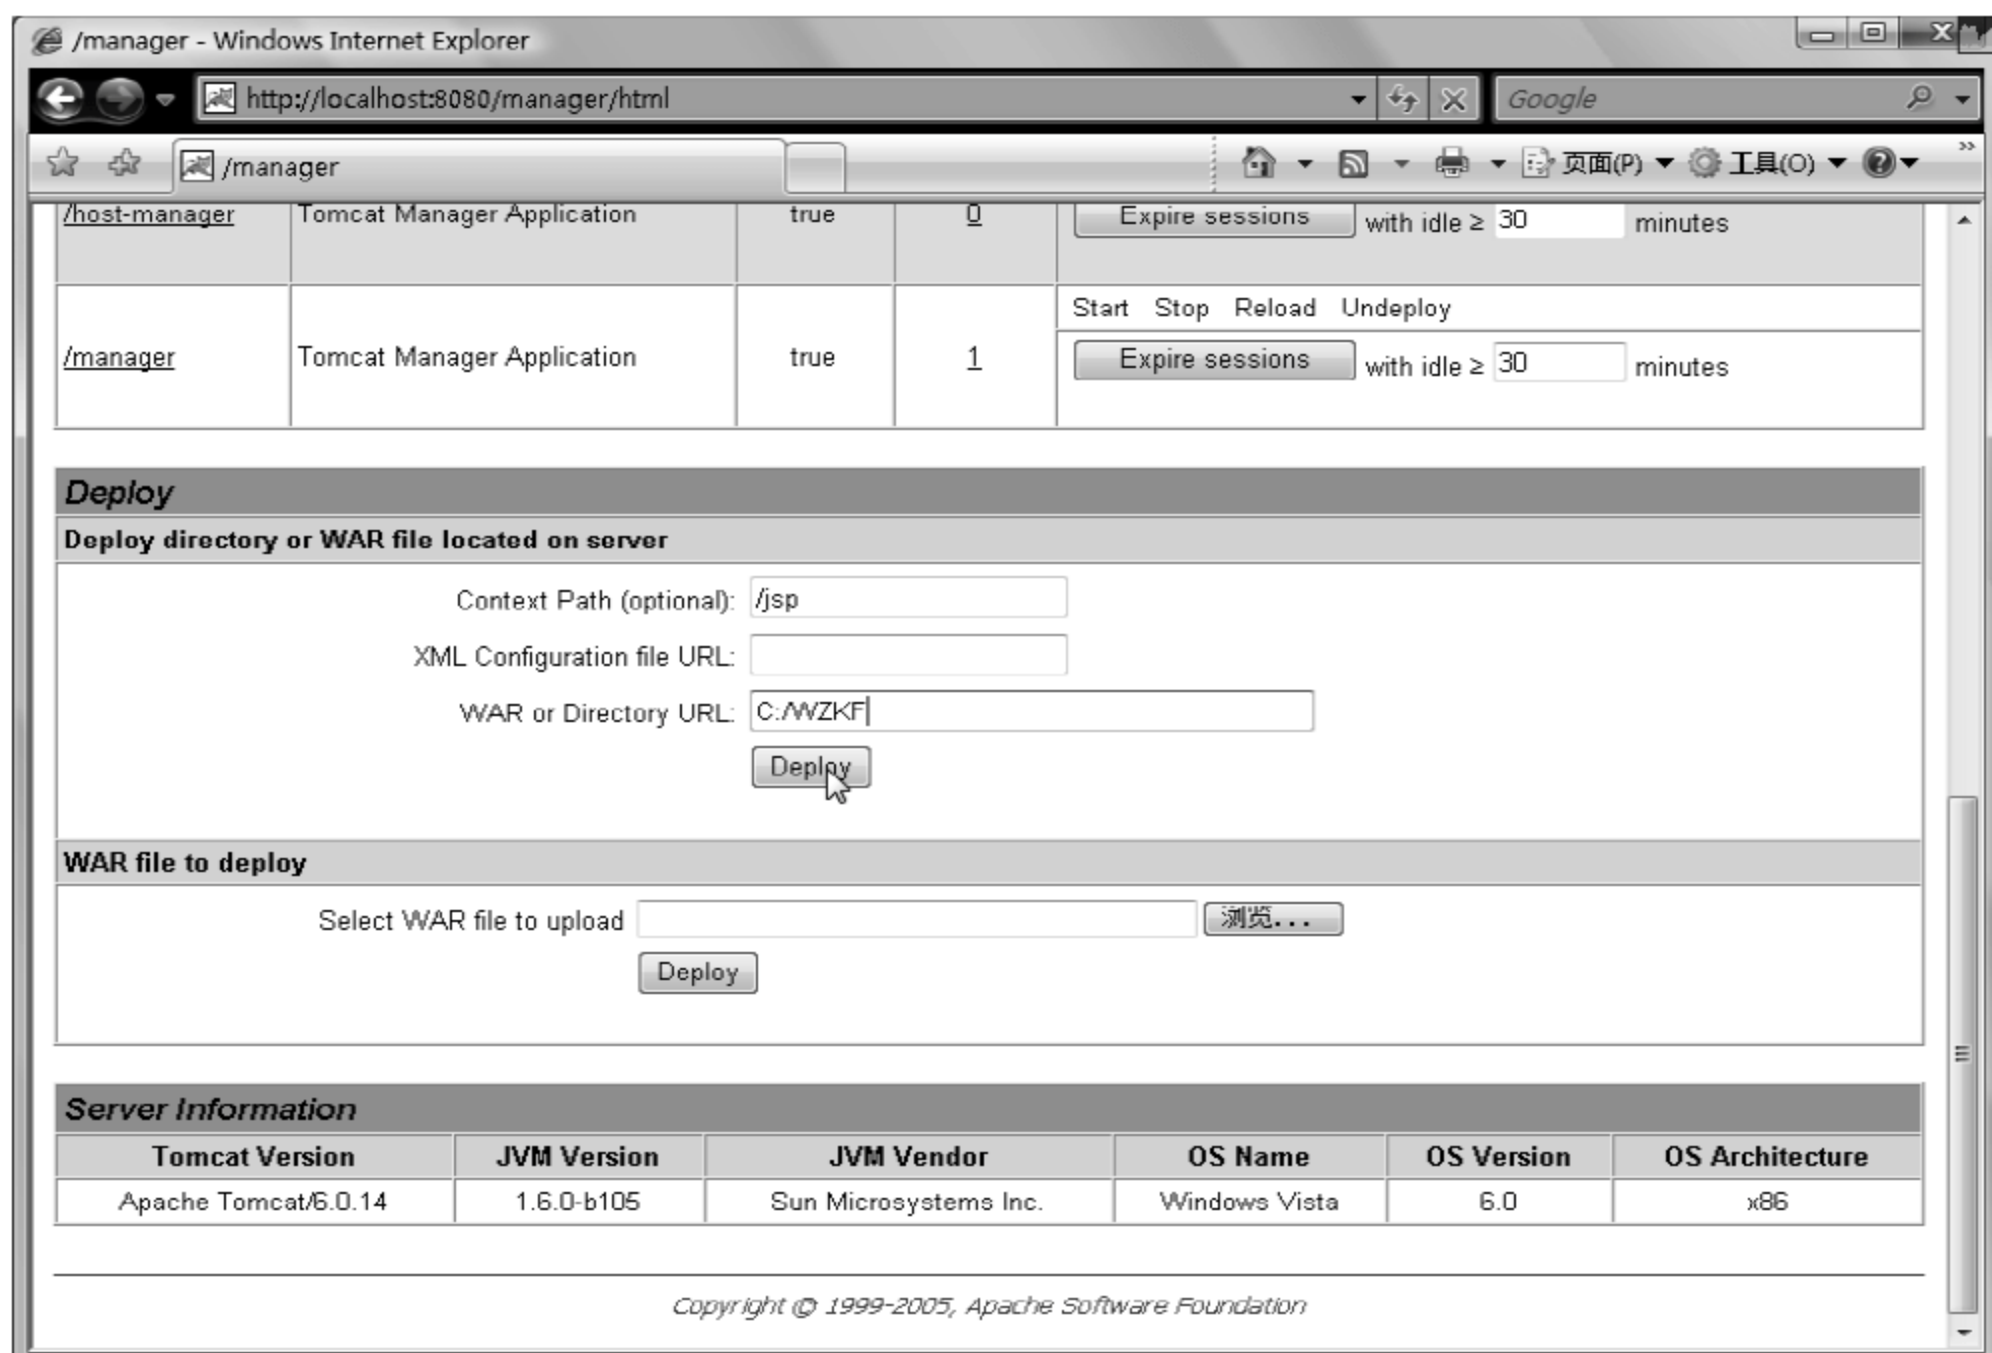 /manager - Windows Internet Explorer
http://localhost:8080/manager/html
Google
/manager
页面(P) 工具(O)
/host-manager Tomcat Manager Application true 0 Expire sessions with idle ≥ 30 minutes
Start Stop Reload Undeploy
/manager Tomcat Manager Application true 1 Expire sessions with idle ≥ 30 minutes
Deploy
Deploy directory or WAR file located on server
Context Path (optional): /jsp
XML Configuration file URL:
WAR or Directory URL: C:/WZKF
Deploy
WAR file to deploy
Select WAR file to upload 浏览...
Deploy
Server Information
Tomcat Version JVM Version JVM Vendor OS Name OS Version OS Architecture
Apache Tomcat/6.0.14 1.6.0-b105 Sun Microsystems Inc. Windows Vista 6.0 x86
Copyright © 1999-2005, Apache Software Foundation